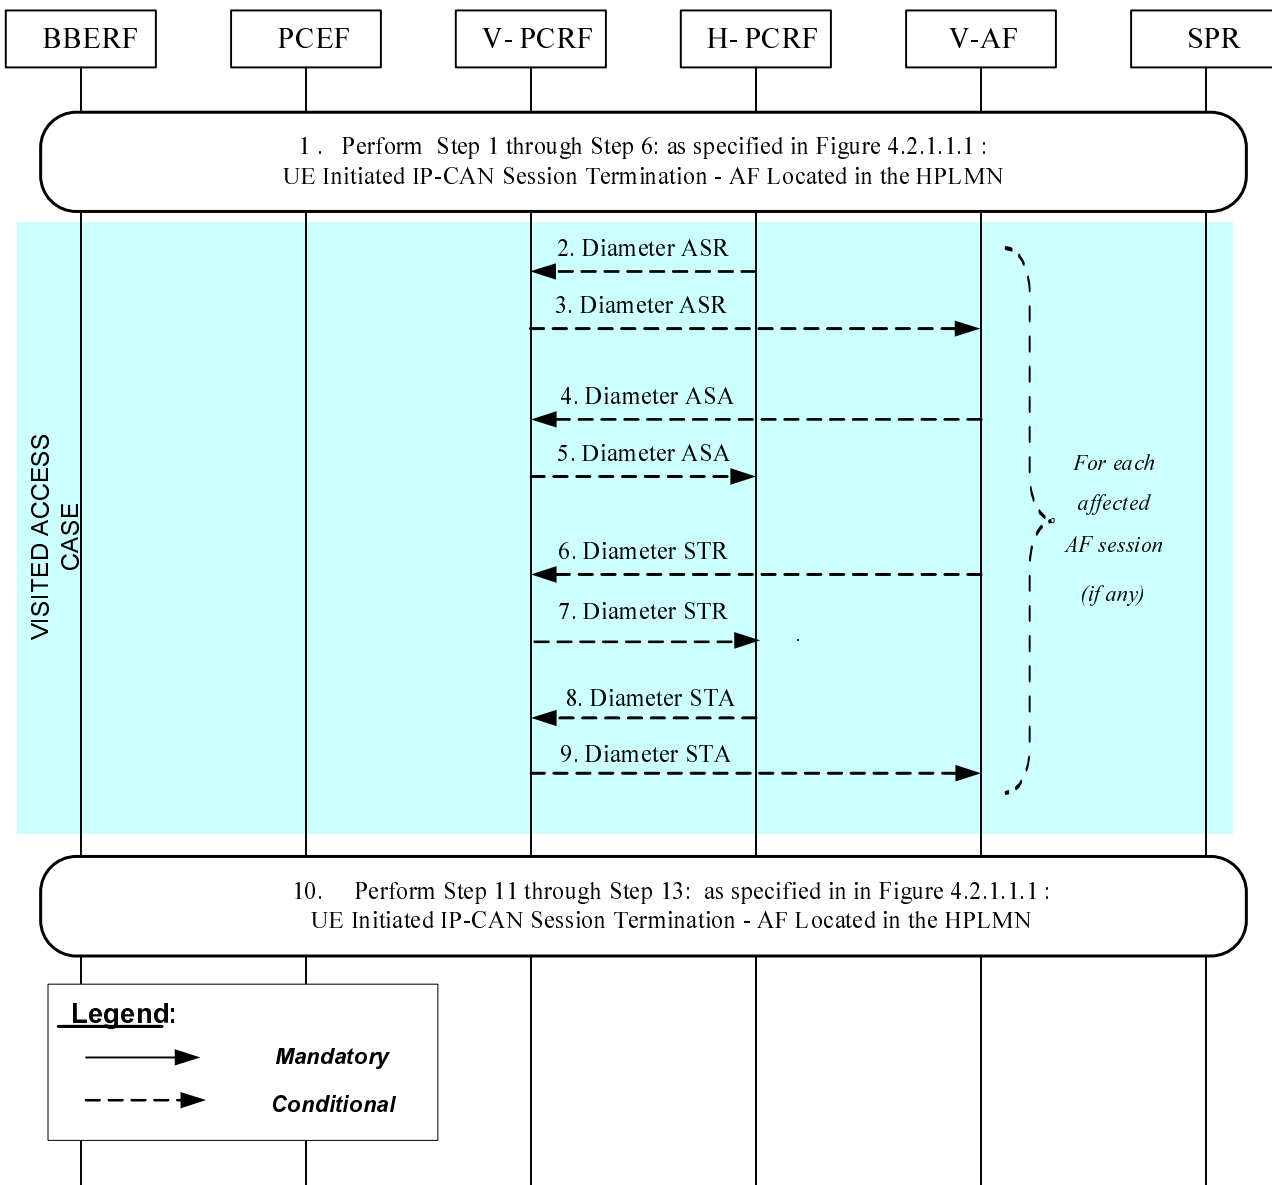 BBERF
PCEF
V- PCRF
H- PCRF
V-AF
SPR
1 . Perform Step 1 through Step 6: as specified in Figure 4.2.1.1.1 :
UE Initiated IP-CAN Session Termination - AF Located in the HPLMN
2. Diameter ASR
3. Diameter ASR
4. Diameter ASA
5. Diameter ASA
6. Diameter STR
7. Diameter STR
8. Diameter STA
9. Diameter STA
VISITED ACCESS
CASE
For each
affected
AF session
(if any)
10. Perform Step 11 through Step 13: as specified in in Figure 4.2.1.1.1 :
UE Initiated IP-CAN Session Termination - AF Located in the HPLMN
Legend:
Mandatory
Conditional